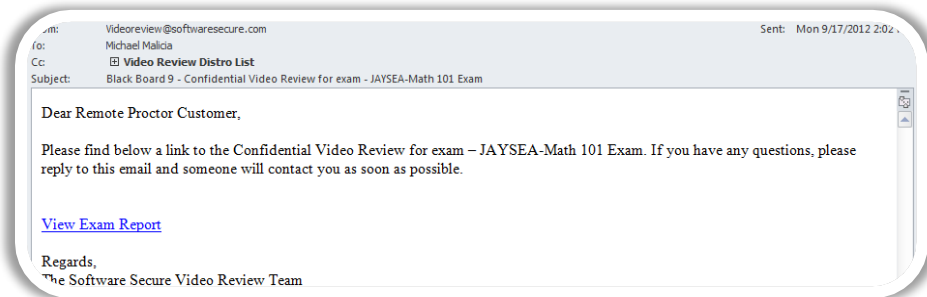 Videoreview@softwaresecure.com Sent: Mon 9/17/2012 2:02
To: Michael Malicia
Cc: Video Review Distro List
Subject: Black Board 9 - Confidential Video Review for exam - JAYSEA-Math 101 Exam
Dear Remote Proctor Customer,
Please find below a link to the Confidential Video Review for exam – JAYSEA-Math 101 Exam. If you have any questions, please
reply to this email and someone will contact you as soon as possible.
View Exam Report
Regards,
The Software Secure Video Review Team